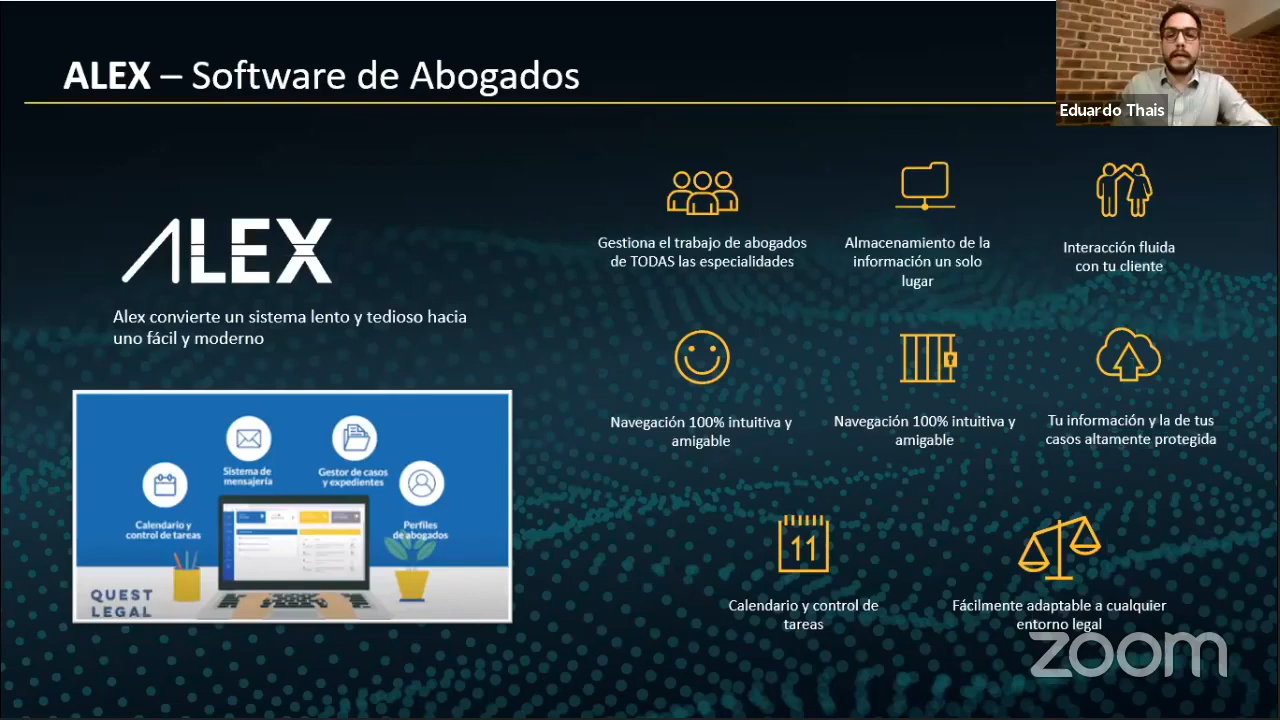 ALEX – Software de Abogados
Eduardo Thais
ALEX
Alex convierte un sistema lento y tedioso hacia
uno fácil y moderno
Sistema de
mensajería
Gestor de casos
y expedientes
Calendario y
control de tareas
Perfiles
de abogados
QUEST
LEGAL
Gestiona el trabajo de abogados
de TODAS las especialidades
Almacenamiento de la
información un solo
lugar
Interacción fluida
con tu cliente
Navegación 100% intuitiva y
amigable
Navegación 100% intuitiva y
amigable
Tu información y la de tus
casos altamente protegida
11
Calendario y control de
tareas
Fácilmente adaptable a cualquier
entorno legal
zoom